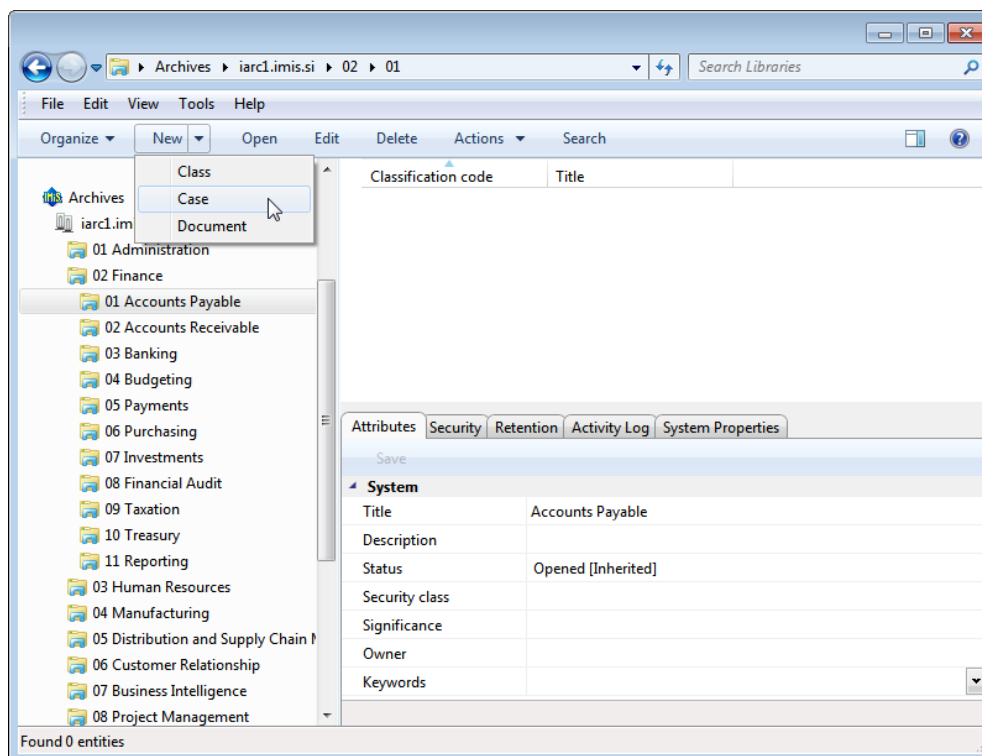 Archives iarc1.imis.si 02 01 Search Libraries
File Edit View Tools Help
Organize New Open Edit Delete Actions Search
Class
Case
Document
Classification code Title
Archives
iarc1.im
01 Administration
02 Finance
01 Accounts Payable
02 Accounts Receivable
03 Banking
04 Budgeting
05 Payments
06 Purchasing
07 Investments
08 Financial Audit
09 Taxation
10 Treasury
11 Reporting
03 Human Resources
04 Manufacturing
05 Distribution and Supply Chain
06 Customer Relationship
07 Business Intelligence
08 Project Management
Attributes Security Retention Activity Log System Properties
Save
System
Title Accounts Payable
Description
Status Opened [Inherited]
Security class
Significance
Owner
Keywords
Found 0 entities